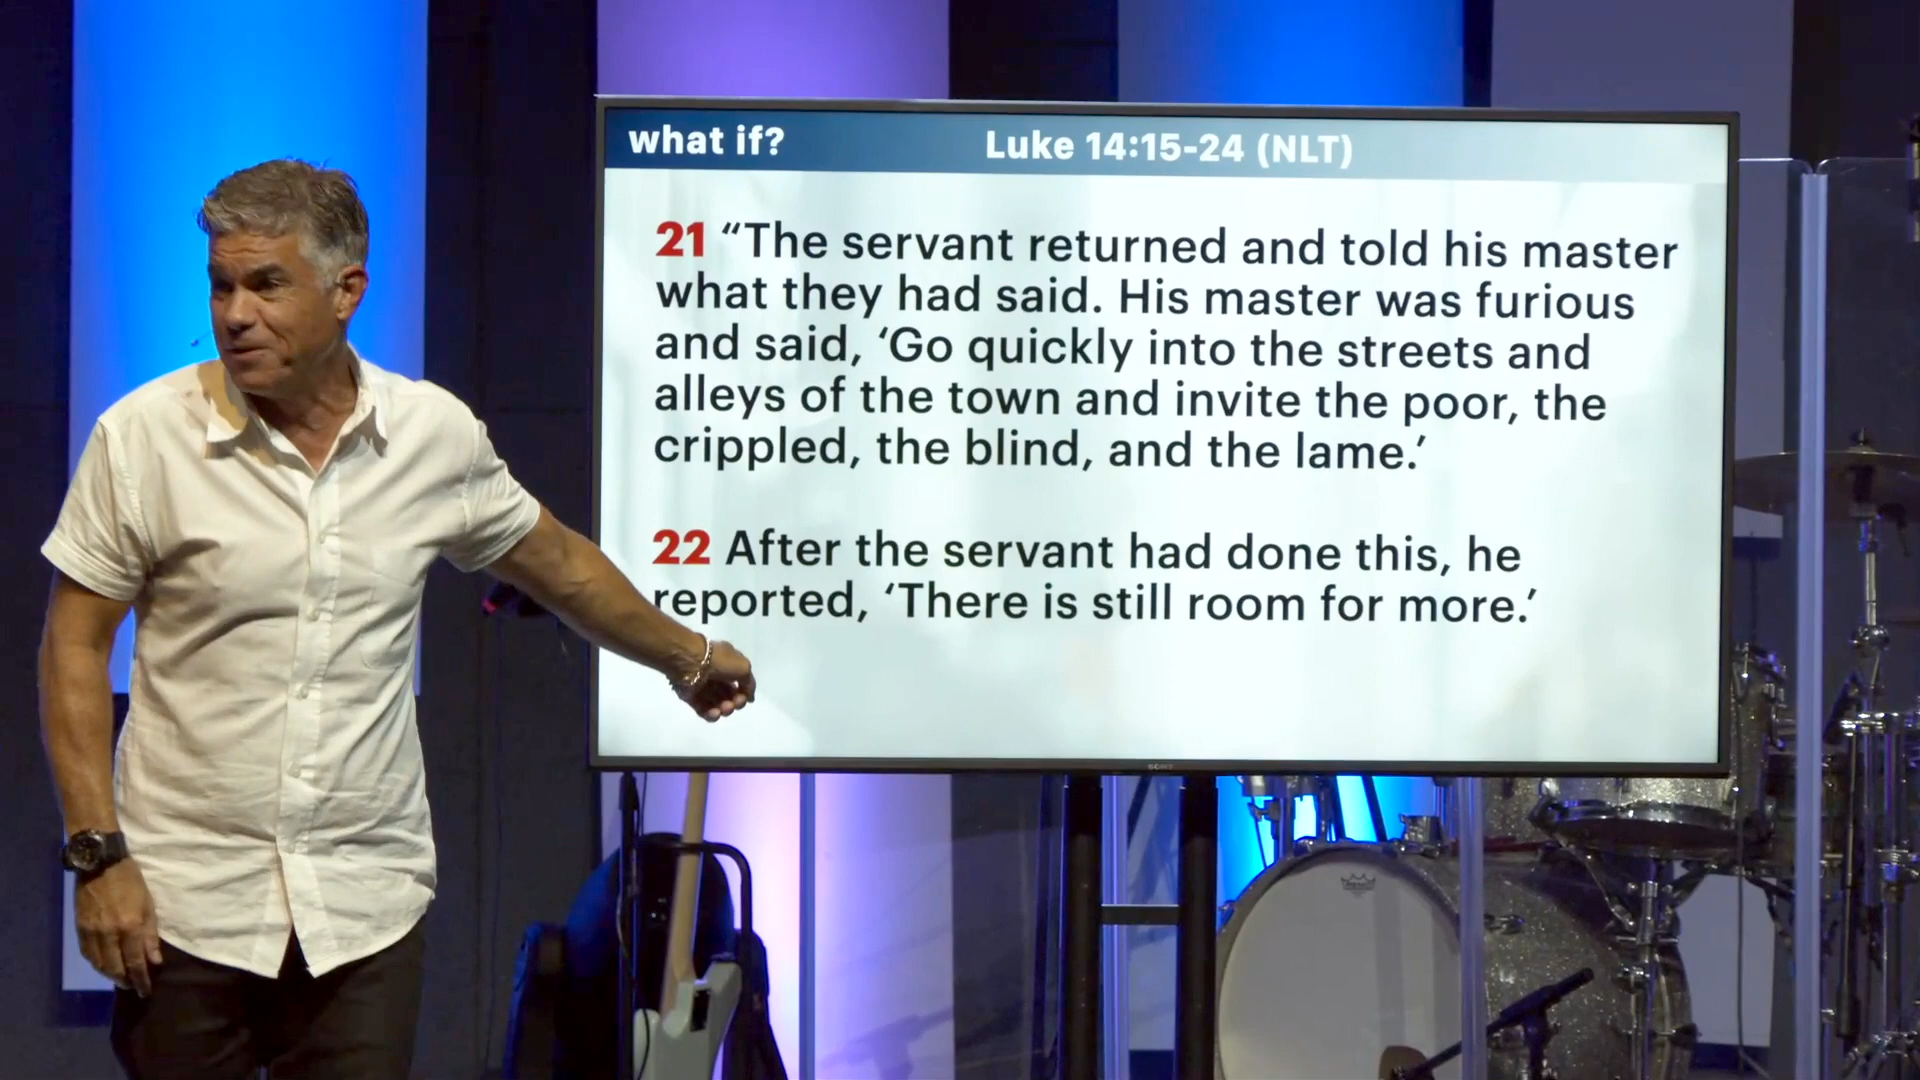 what if?
Luke 14:15-24 (NLT)
21 “The servant returned and told his master
what they had said. His master was furious
and said, ‘Go quickly into the streets and
alleys of the town and invite the poor, the
crippled, the blind, and the lame.’
22 After the servant had done this, he
reported, ‘There is still room for more.’
SONY
REMO